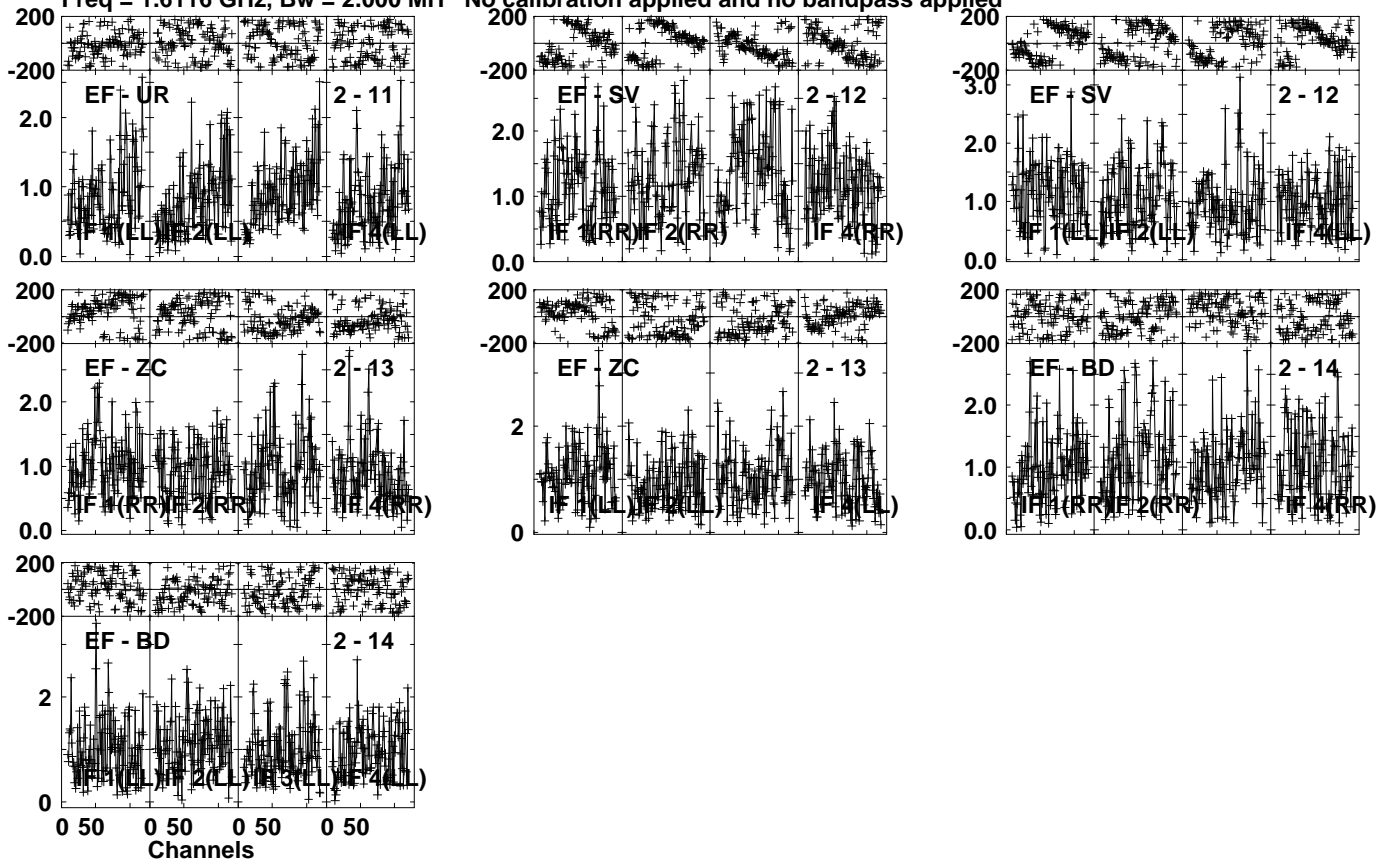 Freq = 1.6116 GHz, Bw = 2.000 MH No calibration applied and no bandpass applied
200
-200
EF - UR 2 - 11
2.0
1.0
IF 1(LL) IF 2(LL) IF 4(LL)
0.0
200
-200
EF - SV 2 - 12
2.0
1.0
IF 1(RR) IF 2(RR) IF 4(RR)
0.0
200
-200
3.0
EF - SV 2 - 12
2.0
1.0
IF 1(LL) IF 2(LL) IF 4(LL)
0.0
200
-200
EF - ZC 2 - 13
2.0
1.0
IF 1(RR) IF 2(RR) IF 4(RR)
0.0
200
-200
EF - ZC 2 - 13
2
IF 1(LL) IF 2(LL) IF 4(LL)
0
200
-200
EF - BD 2 - 14
2.0
1.0
IF 1(RR) IF 2(RR) IF 4(RR)
0.0
200
-200
EF - BD 2 - 14
2
IF 1(LL) IF 2(LL) IF 3(LL) IF 4(LL)
0
0 50 0 50 0 50 0 50
Channels